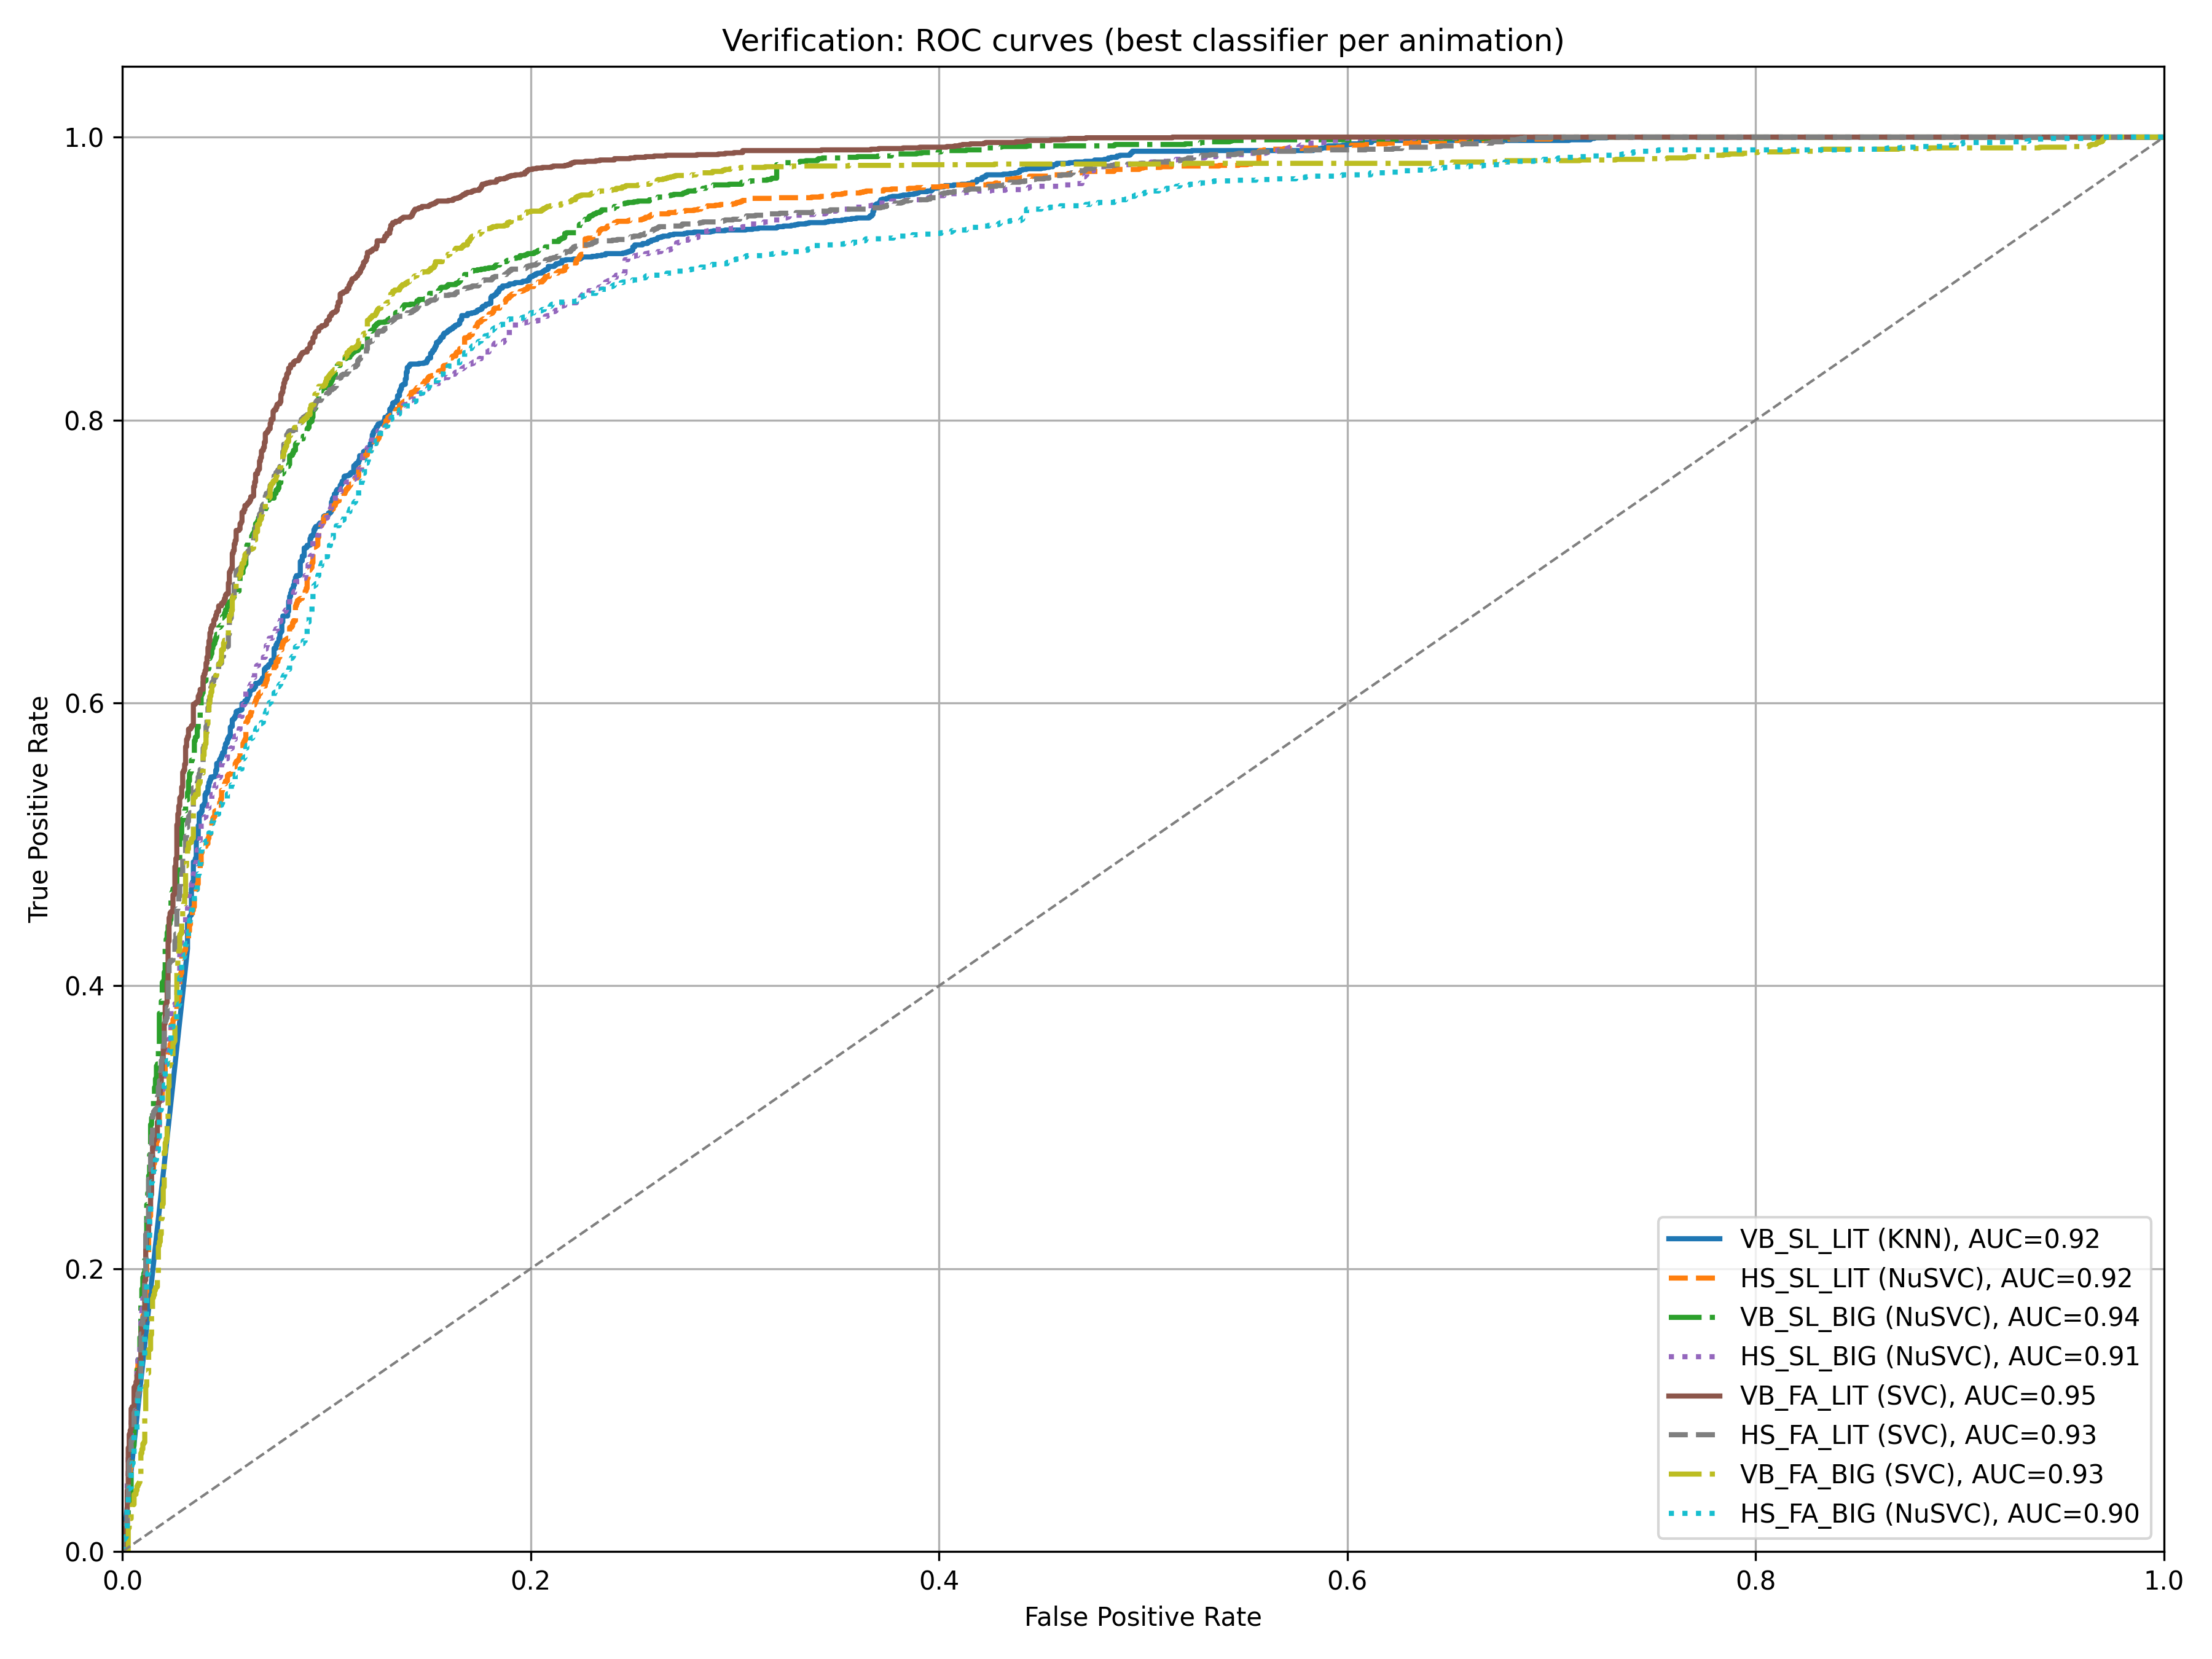 Verification: ROC curves (best classifier per animation)
1.0
0.8
0.6
0.4
0.2
0.0
True Positive Rate
0.0 0.2 0.4 0.6 0.8 1.0
False Positive Rate
VB_SL_LIT (KNN), AUC=0.92
HS_SL_LIT (NuSVC), AUC=0.92
VB_SL_BIG (NuSVC), AUC=0.94
HS_SL_BIG (NuSVC), AUC=0.91
VB_FA_LIT (SVC), AUC=0.95
HS_FA_LIT (SVC), AUC=0.93
VB_FA_BIG (SVC), AUC=0.93
HS_FA_BIG (NuSVC), AUC=0.90